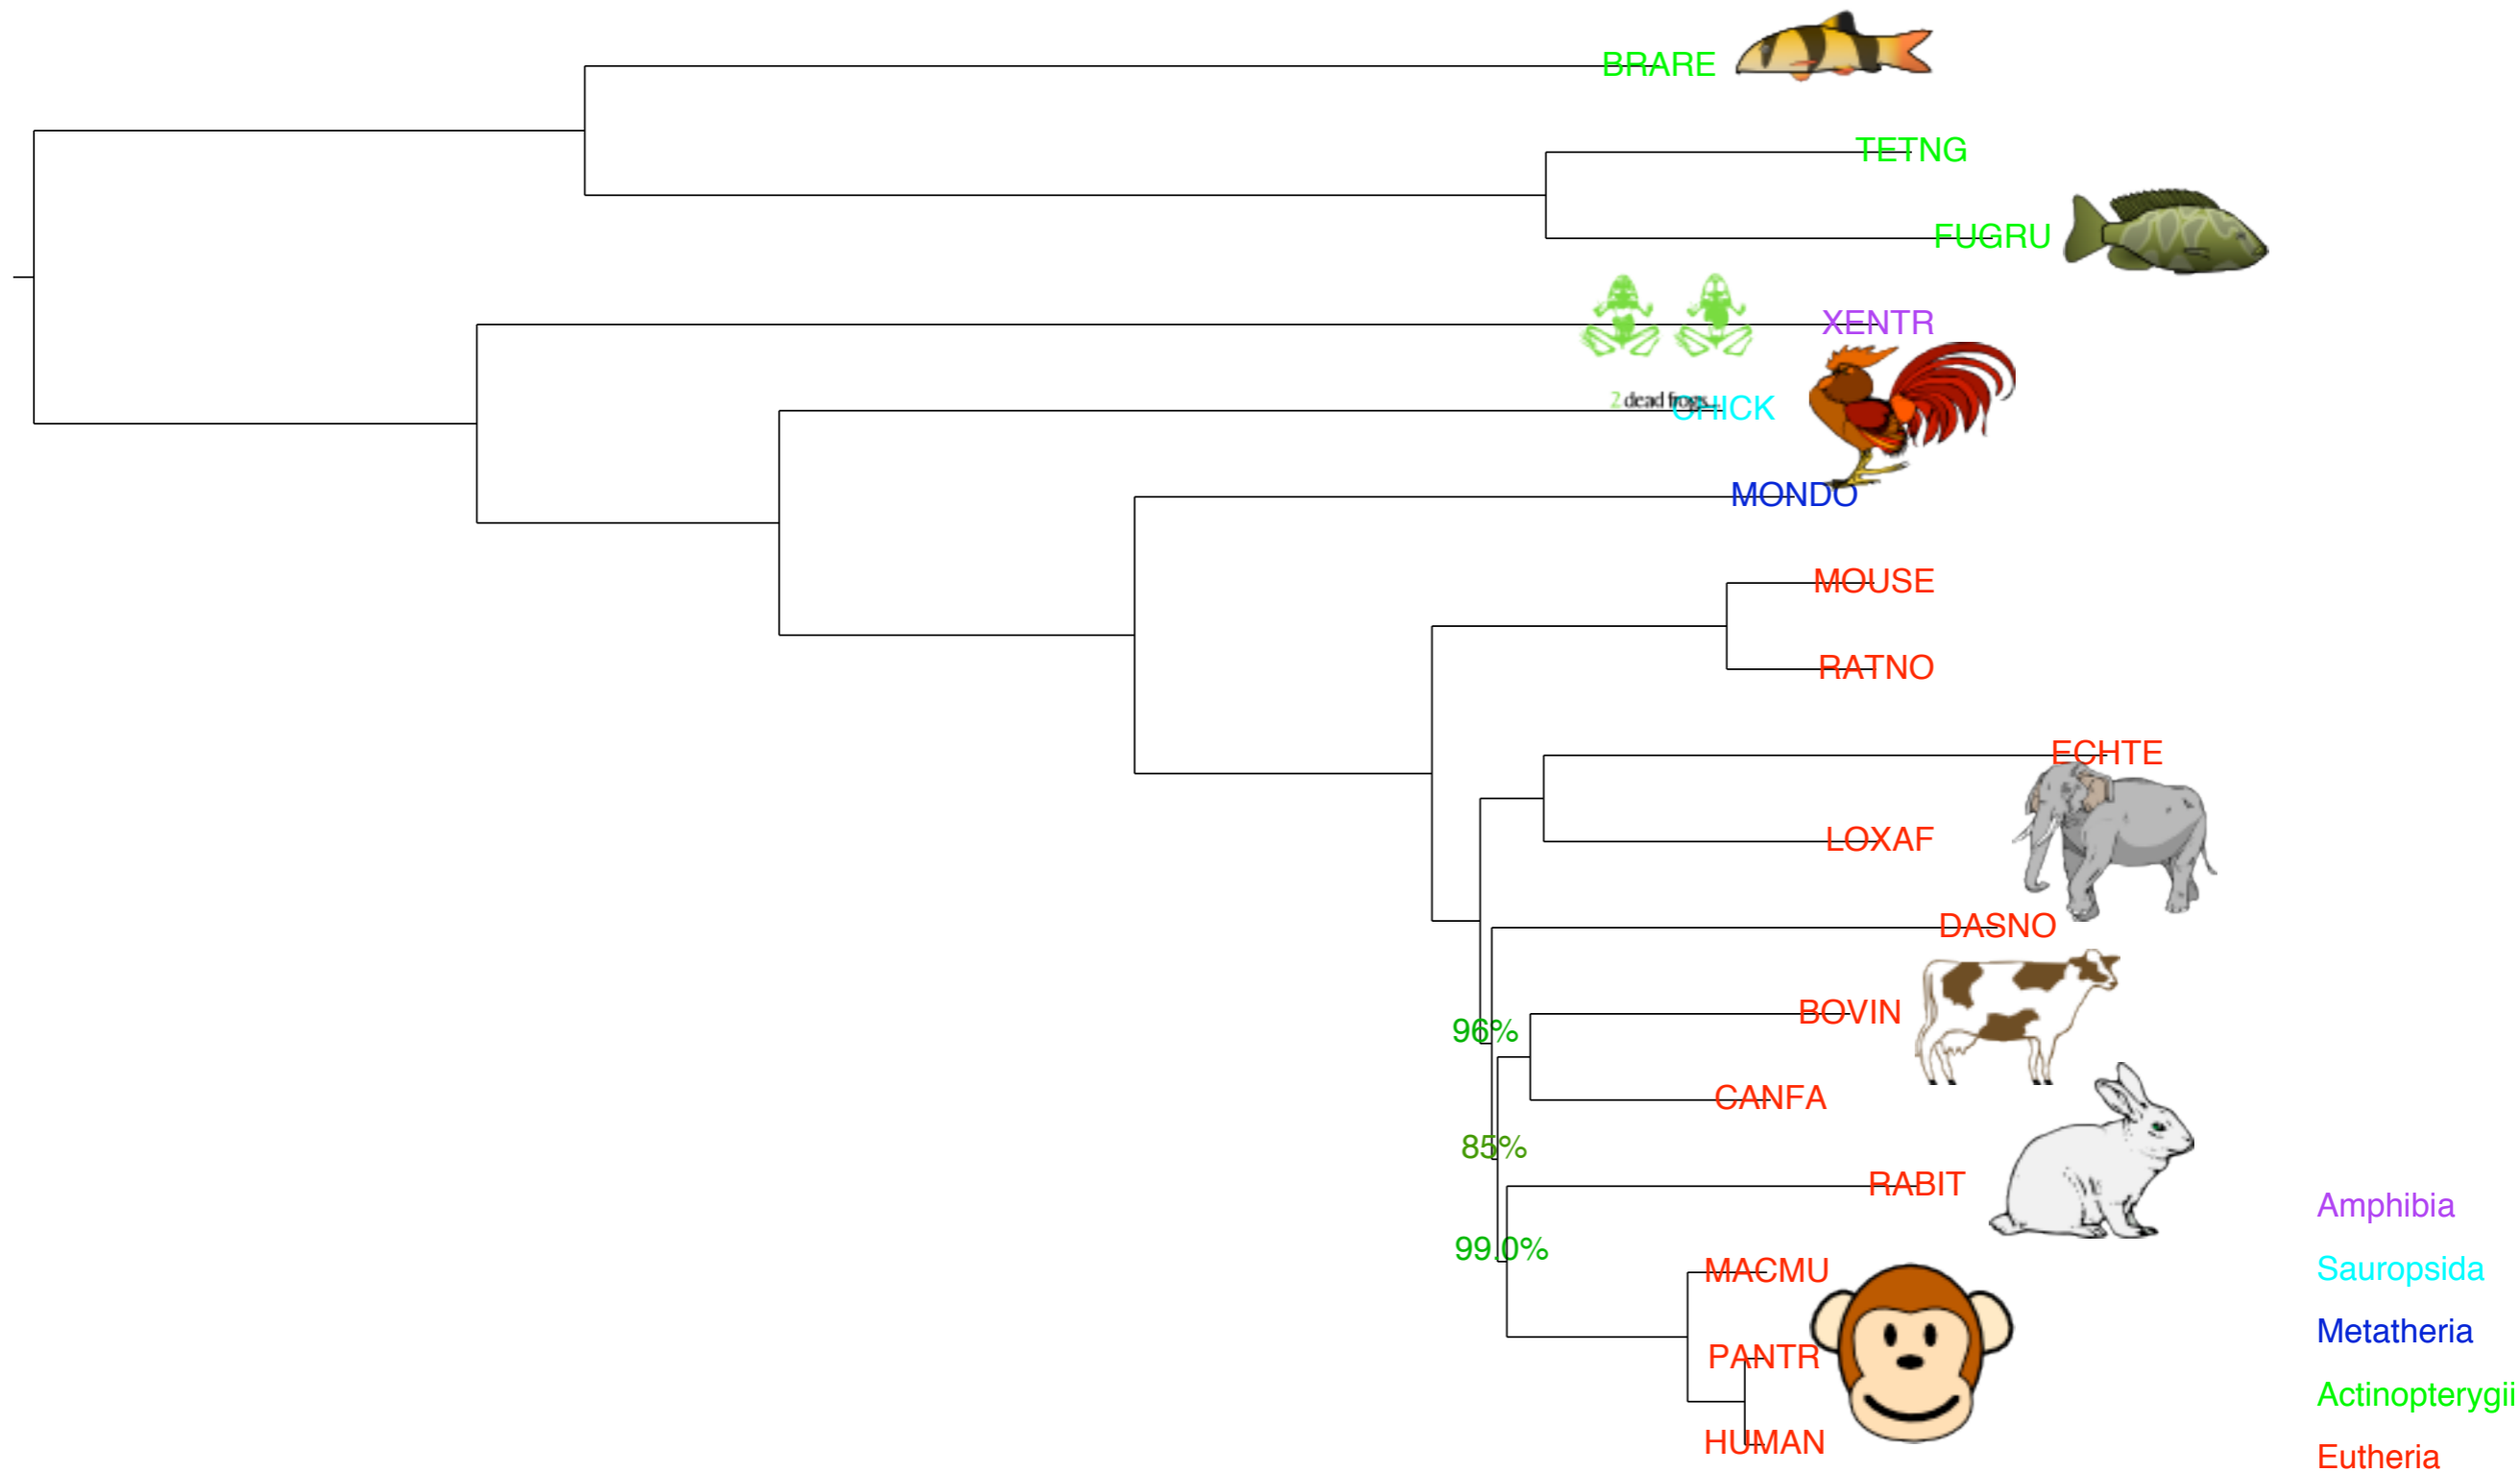 BRARE
TETNG
FUGRU
XENTR
2 dead frogs...
CHICK
MONDO
MOUSE
RATNO
ECHTE
LOXAF
DASNO
BOVIN
96%
CANFA
85%
RABIT
Amphibia
99.0%
Sauropsida
MACMU
Metatheria
PANTR
Actinopterygii
HUMAN
Eutheria